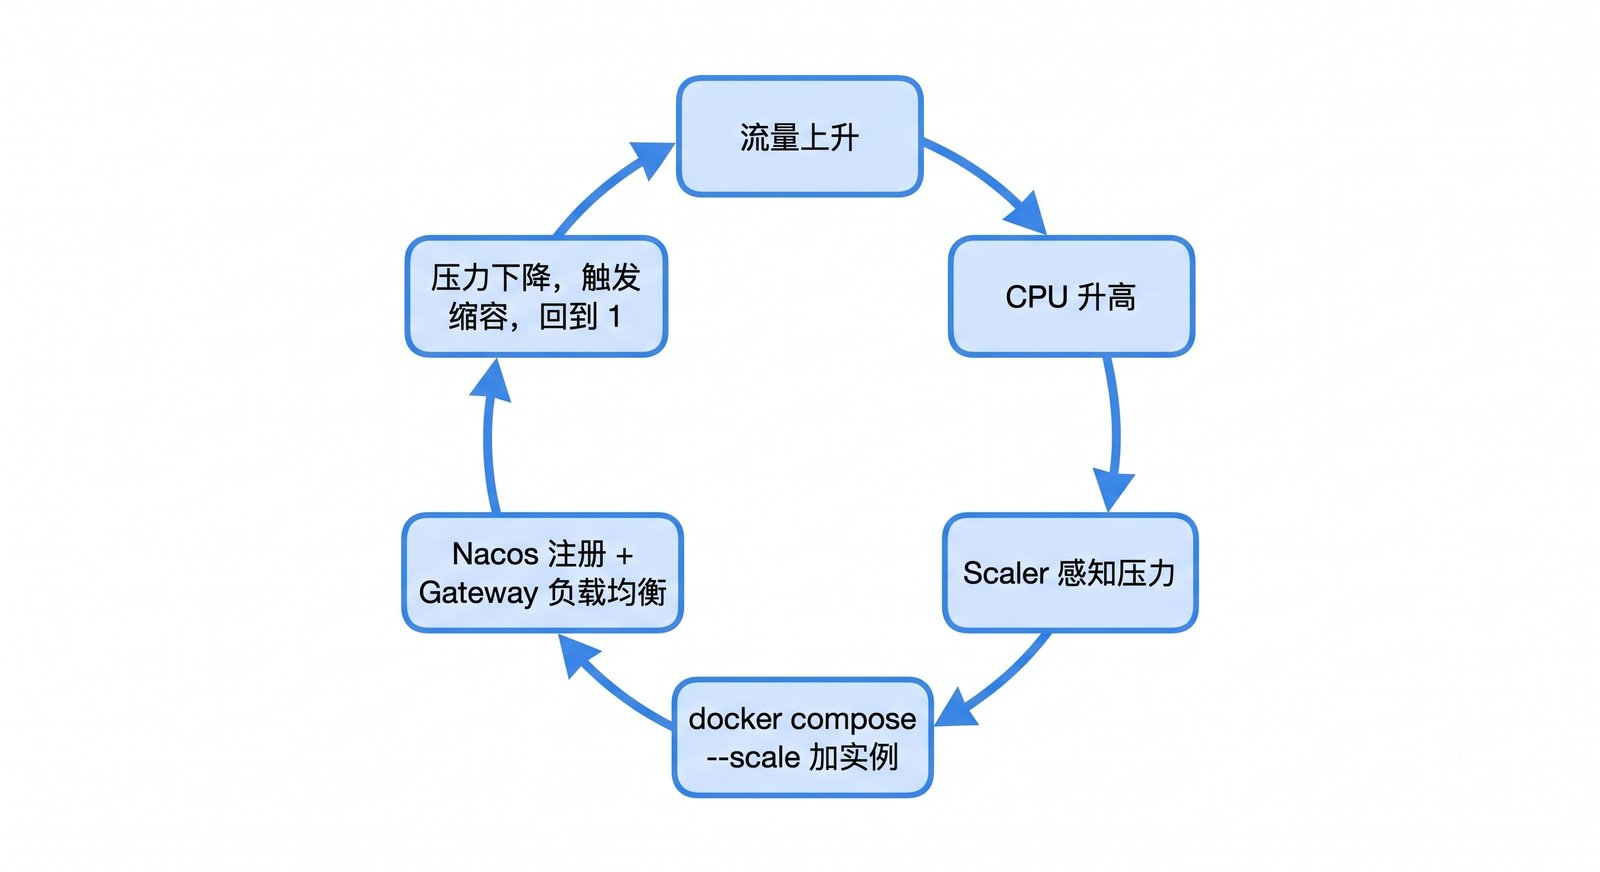 流量上升
CPU 升高
Scaler 感知压力
docker compose
--scale 加实例
Nacos 注册 +
Gateway 负载均衡
压力下降，触发
缩容，回到 1